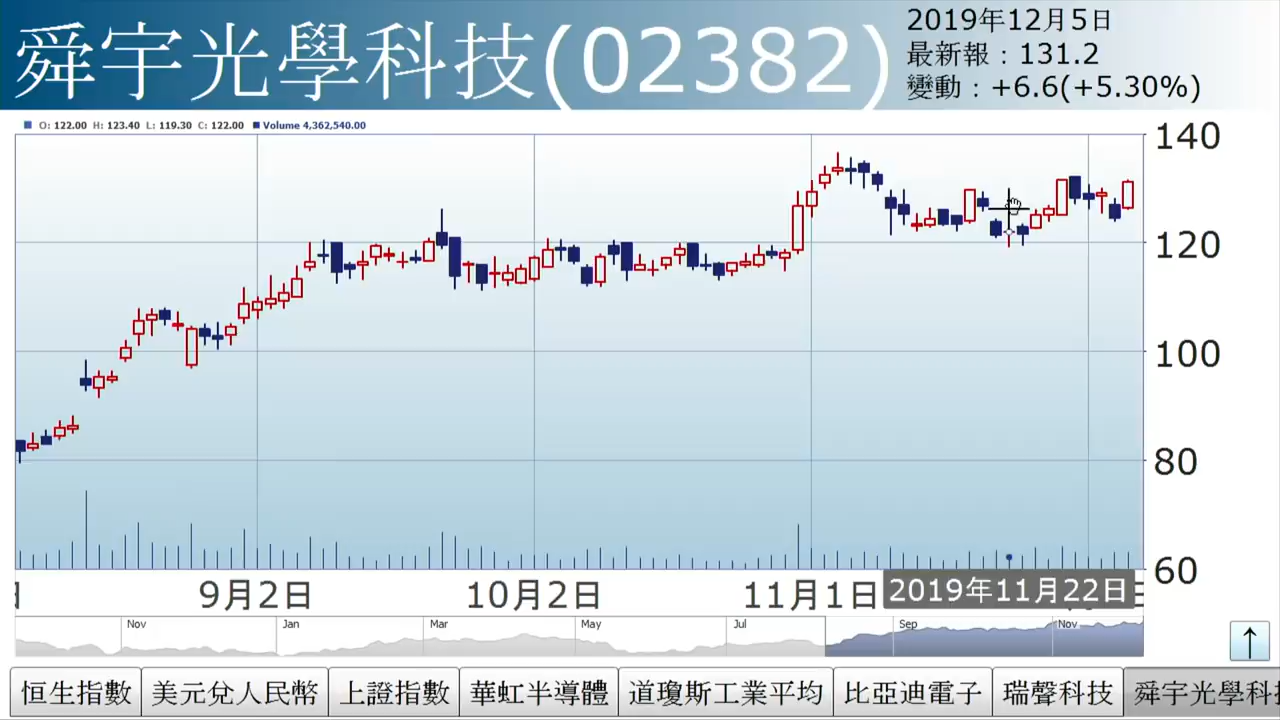 舜宇光學科技(02382)
2019年12月5日
最新報：131.2
變動：+6.6(+5.30%)
O: 122.00 H: 123.40 L: 119.30 C: 122.00 Volume 4,362,540.00
140
120
100
80
60
9月2日 10月2日 11月1日 2019年11月22日
Nov Jan Mar May Jul Sep Nov
恒生指數 美元兌人民幣 上證指數 華虹半導體 道瓊斯工業平均 比亞迪電子 瑞聲科技 舜宇光學科